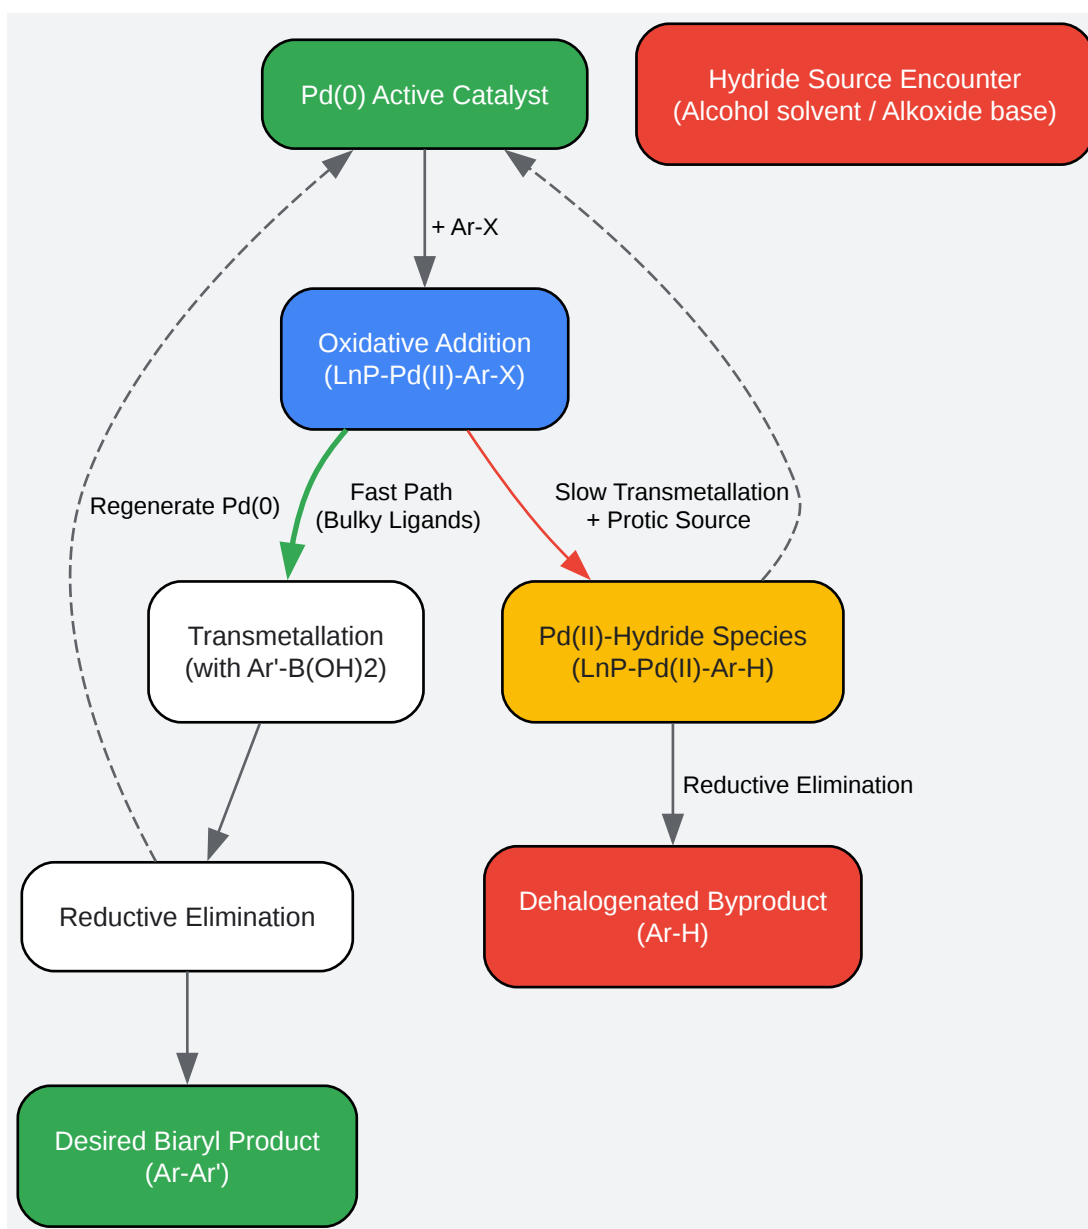 Pd(0) Active Catalyst
Hydride Source Encounter
(Alcohol solvent / Alkoxide base)
+ Ar-X
Oxidative Addition
(LnP-Pd(II)-Ar-X)
Regenerate Pd(0)
Fast Path
(Bulky Ligands)
Slow Transmetallation
+ Protic Source
Transmetallation
(with Ar'-B(OH)2)
Pd(II)-Hydride Species
(LnP-Pd(II)-Ar-H)
Reductive Elimination
Reductive Elimination
Dehalogenated Byproduct
(Ar-H)
Desired Biaryl Product
(Ar-Ar')